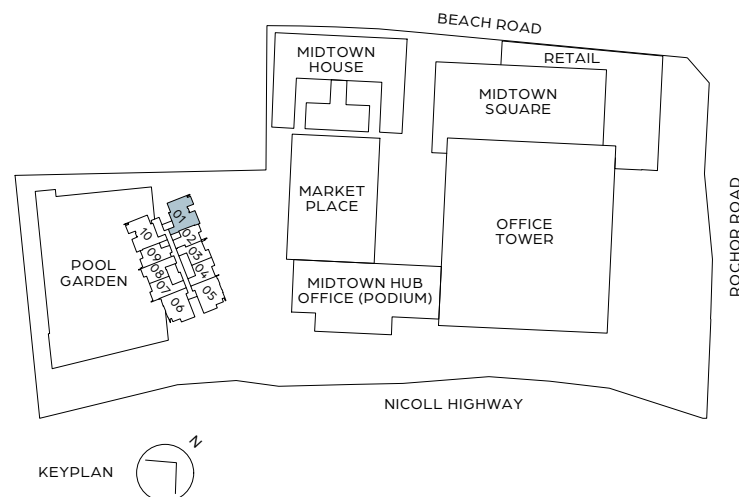 BEACH ROAD
MIDTOWN
HOUSE
RETAIL
MIDTOWN
SQUARE
MARKET
PLACE
OFFICE
TOWER
ROCHOR ROAD
01
02
03
04
05
10
09
08
07
06
POOL
GARDEN
MIDTOWN HUB
OFFICE (PODIUM)
NICOLL HIGHWAY
N
KEYPLAN